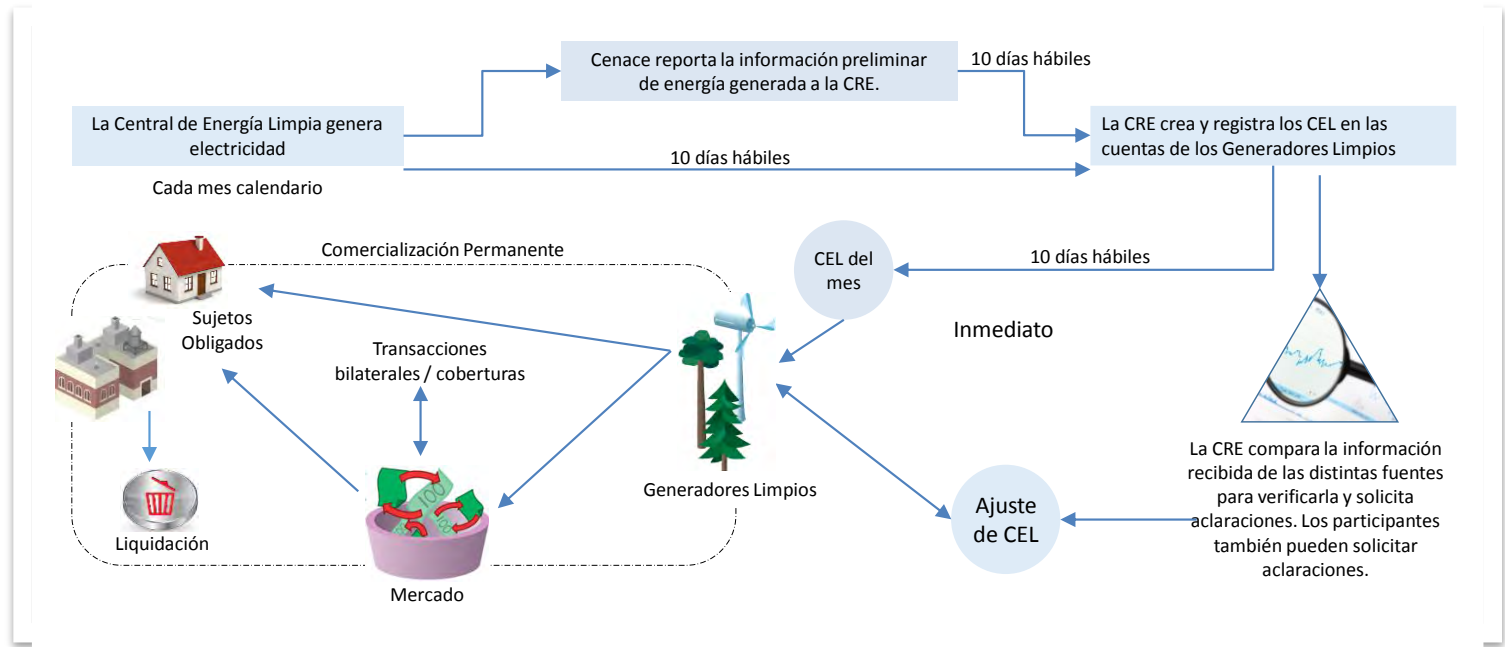 Cenace reporta la información preliminar
de energía generada a la CRE.
10 días hábiles
La Central de Energía Limpia genera
electricidad
La CRE crea y registra los CEL en las
cuentas de los Generadores Limpios
10 días hábiles
Cada mes calendario
Comercialización Permanente
CEL del
mes
10 días hábiles
Sujetos
Obligados
Inmediato
Transacciones
bilaterales / coberturas
La CRE compara la información
recibida de las distintas fuentes
para verificarla y solicita
aclaraciones. Los participantes
también pueden solicitar
aclaraciones.
Generadores Limpios
Ajuste
de CEL
Liquidación
100
100
Mercado